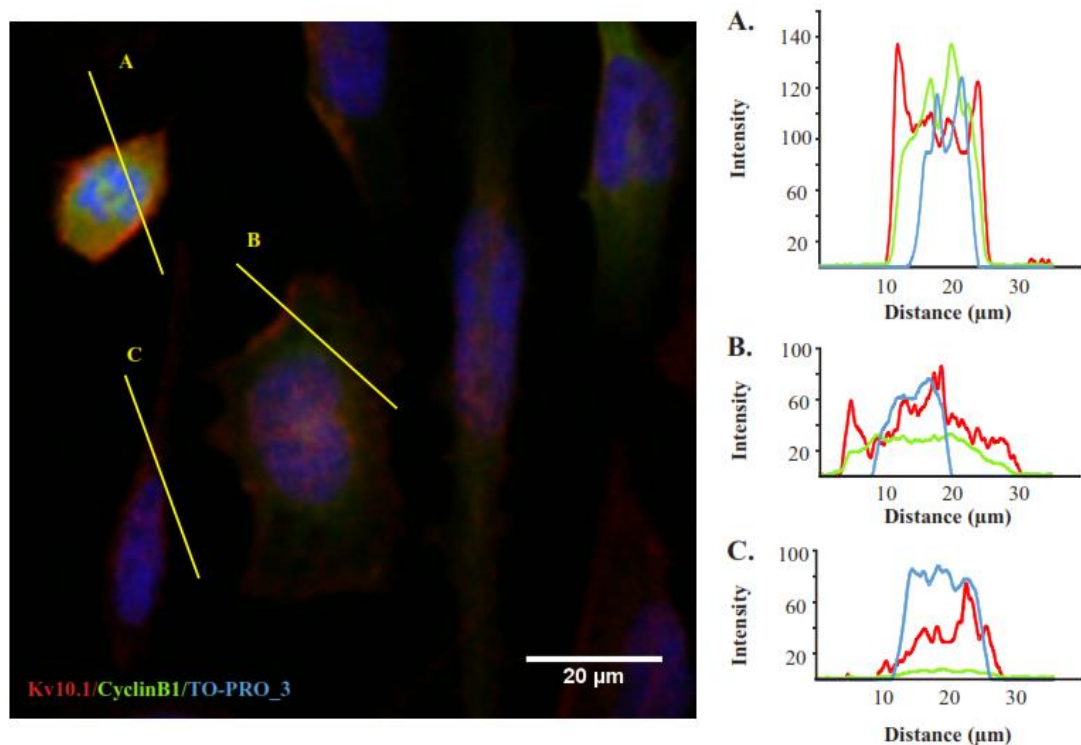 A
B
C
Kv10.1/CyclinB1/TO-PRO_3
20 µm
A.
140
120
100
60
20
Intensity
10 20 30
Distance (µm)
B.
100
60
20
Intensity
10 20 30
Distance (µm)
C.
100
60
20
Intensity
10 20 30
Distance (µm)